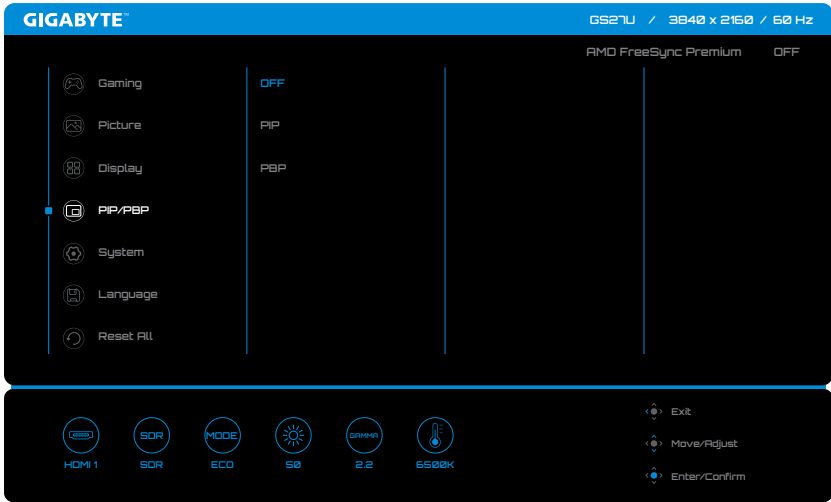 GIGABYTE™
GS27U / 3840 x 2160 / 60 Hz
AMD FreeSync Premium OFF
Gaming
OFF
Picture
PIP
Display
PBP
PIP/PBP
System
Language
Reset All
SDR
MODE
GAMMA
HDMI 1
SDR
ECO
50
2.2
6500K
Exit
Move/Adjust
Enter/Confirm